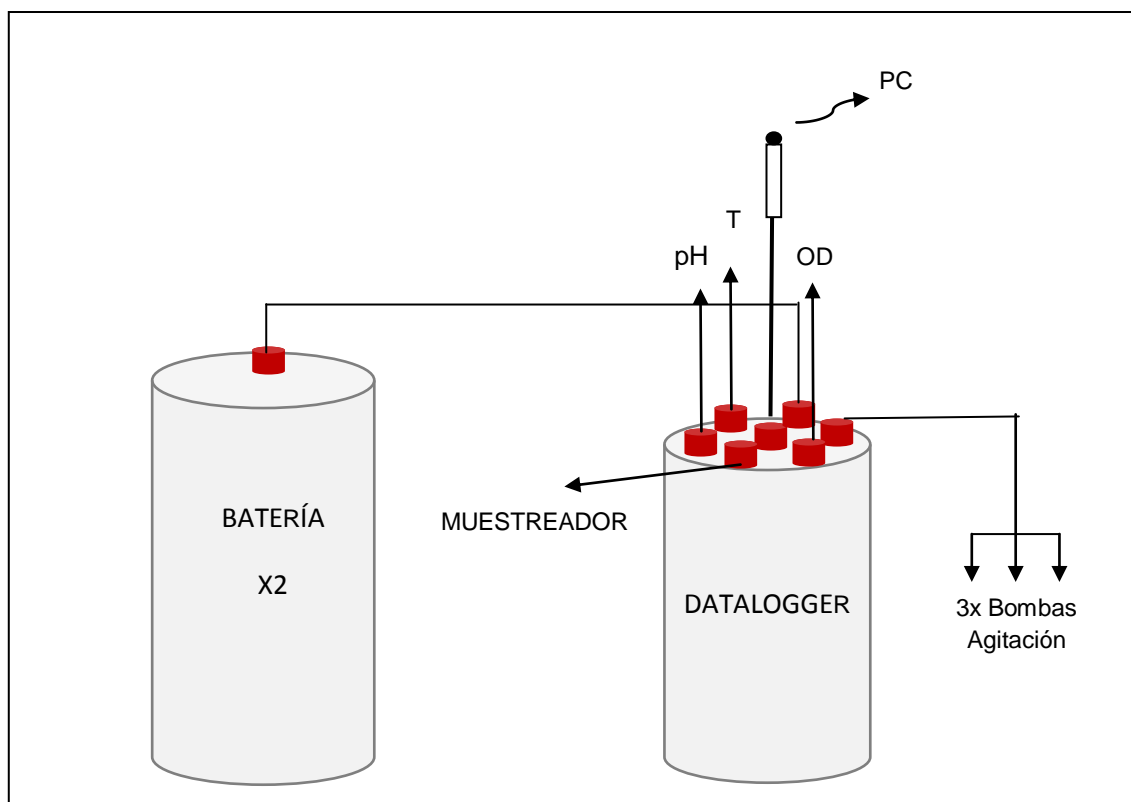 PC
T
pH
OD
BATERÍA
X2
MUESTREADOR
DATALOGGER
3x Bombas
Agitación